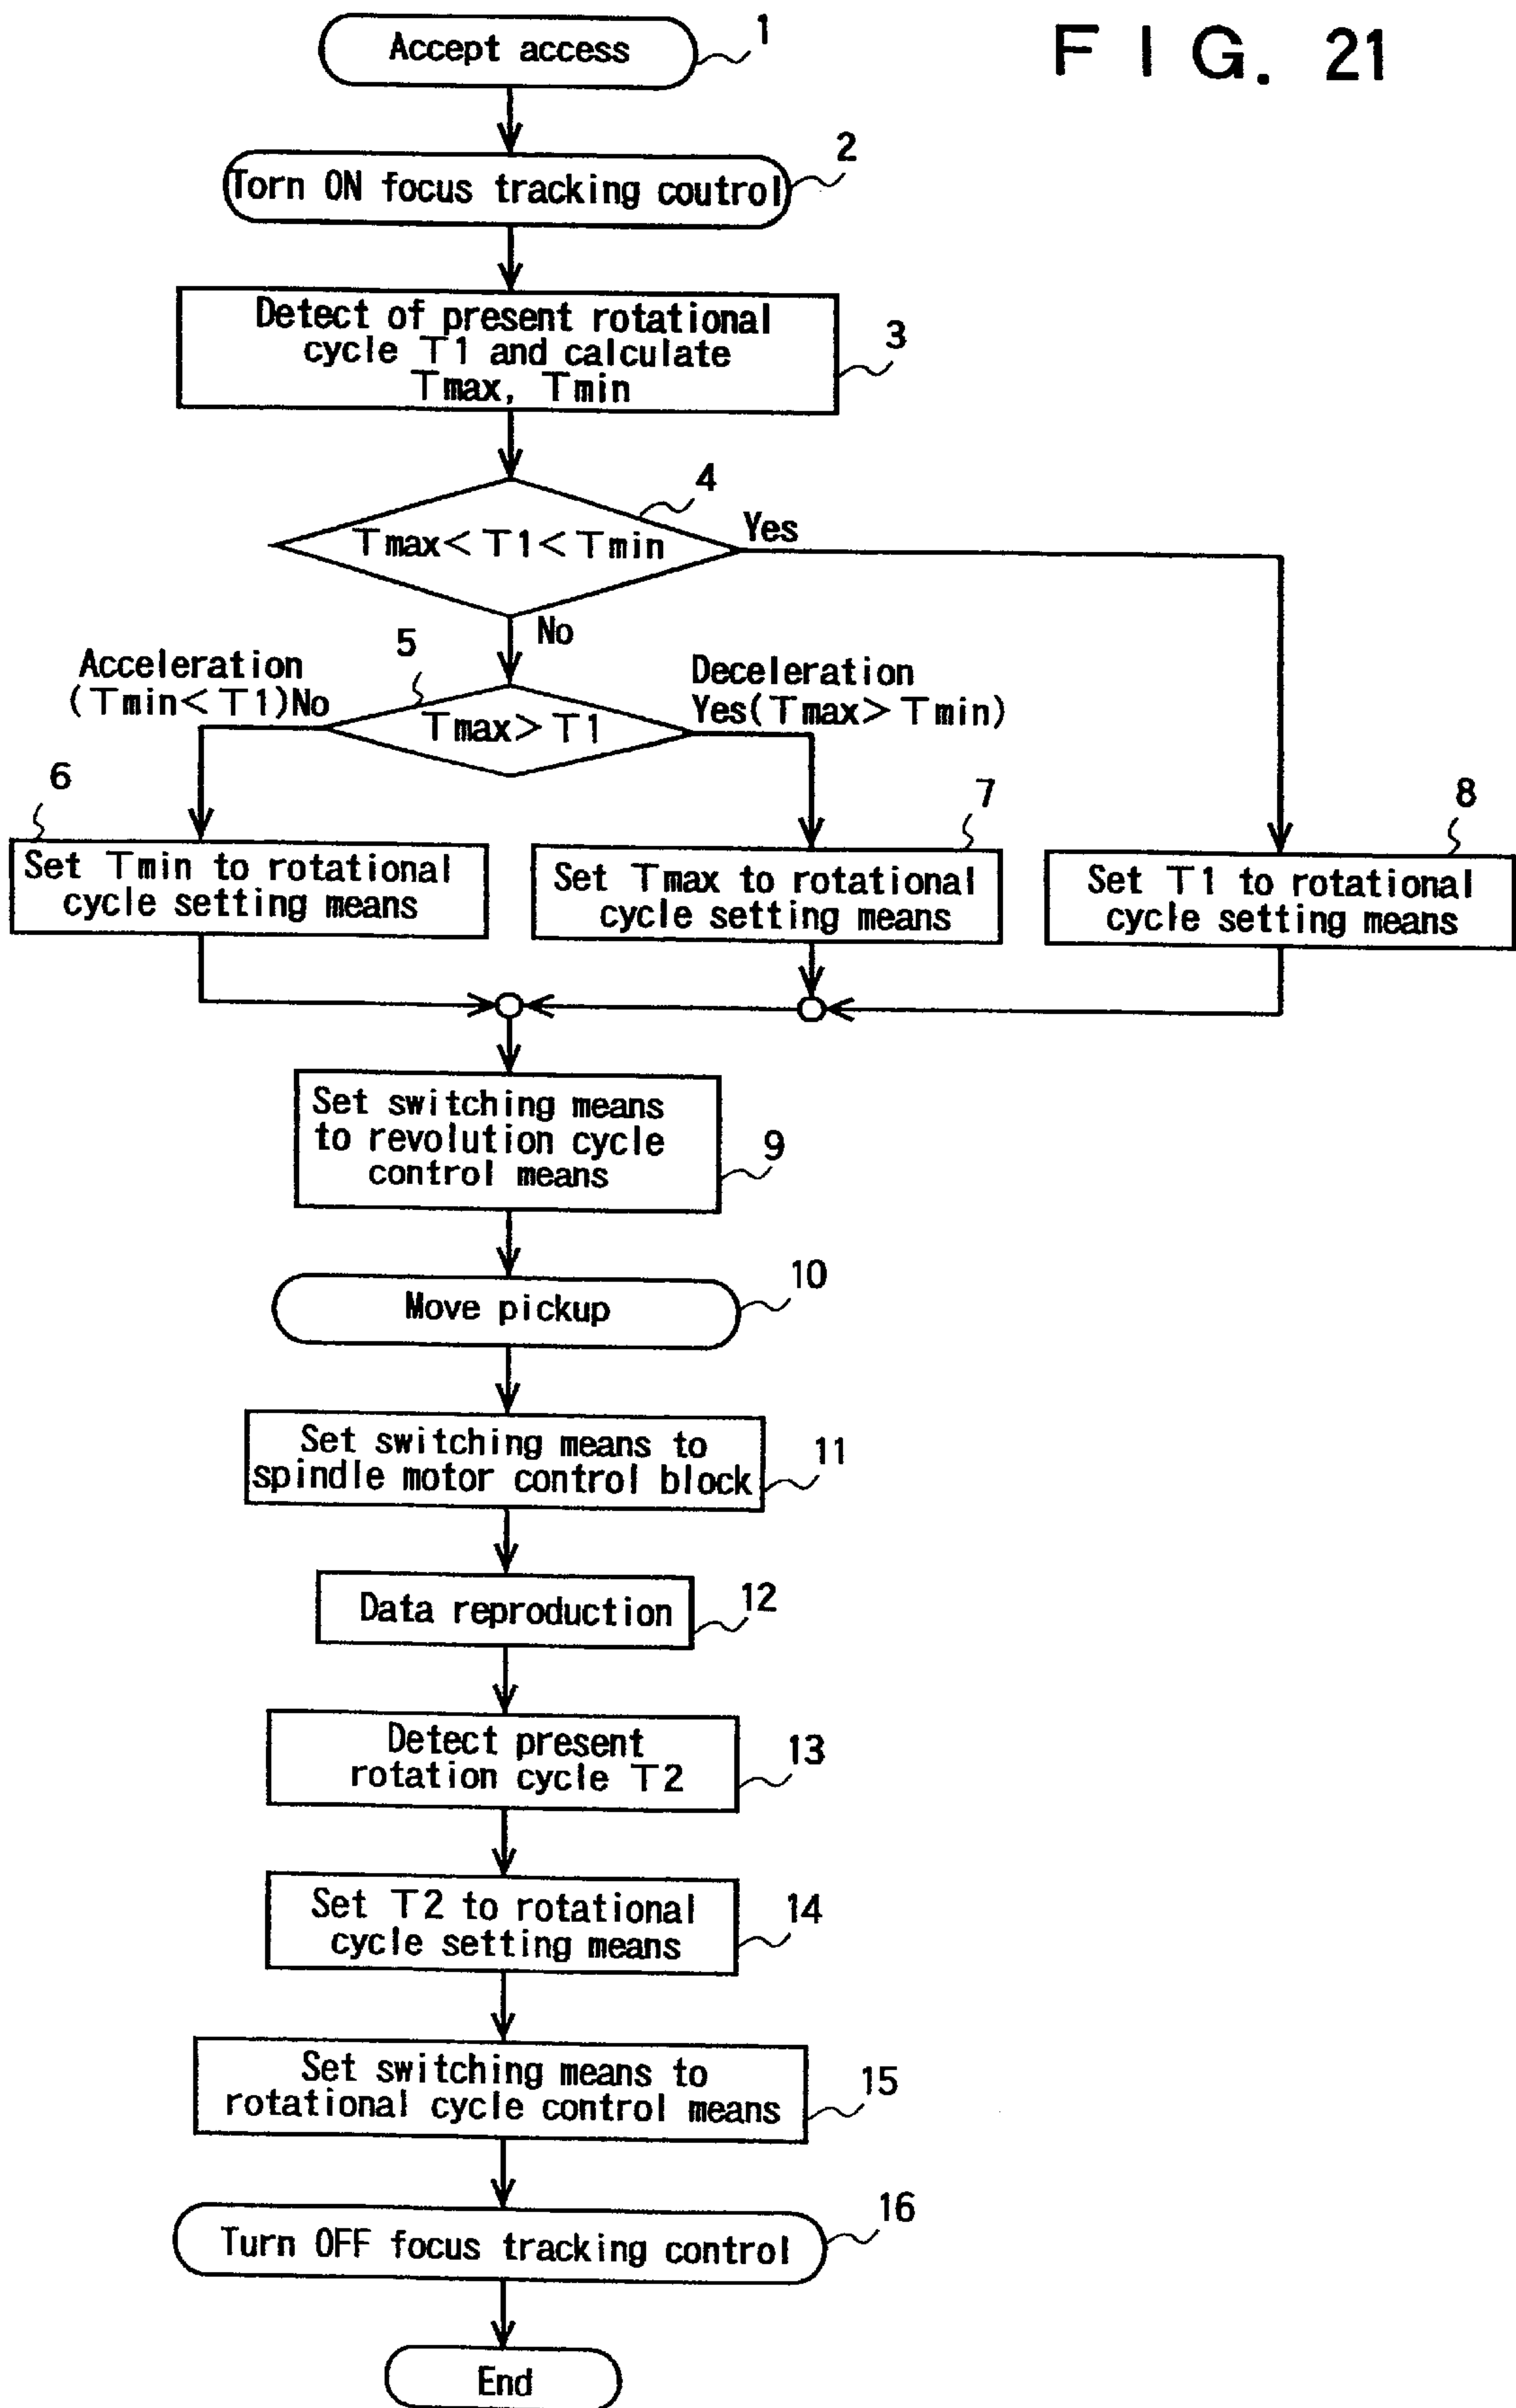 FIG. 21
Accept access
1
Torn ON focus tracking coutrol
2
Detect of present rotational
cycle T1 and calculate
Tmax, Tmin
3
Tmax<T1<Tmin
4
Yes
No
5
Acceleration
(Tmin<T1)No
Tmax>T1
Deceleration
Yes(Tmax>Tmin)
6
Set Tmin to rotational
cycle setting means
7
Set Tmax to rotational
cycle setting means
8
Set T1 to rotational
cycle setting means
Set switching means
to revolution cycle
control means
9
Move pickup
10
Set switching means to
spindle motor control block
11
Data reproduction
12
Detect present
rotation cycle T2
13
Set T2 to rotational
cycle setting means
14
Set switching means to
rotational cycle control means
15
Turn OFF focus tracking control
16
End